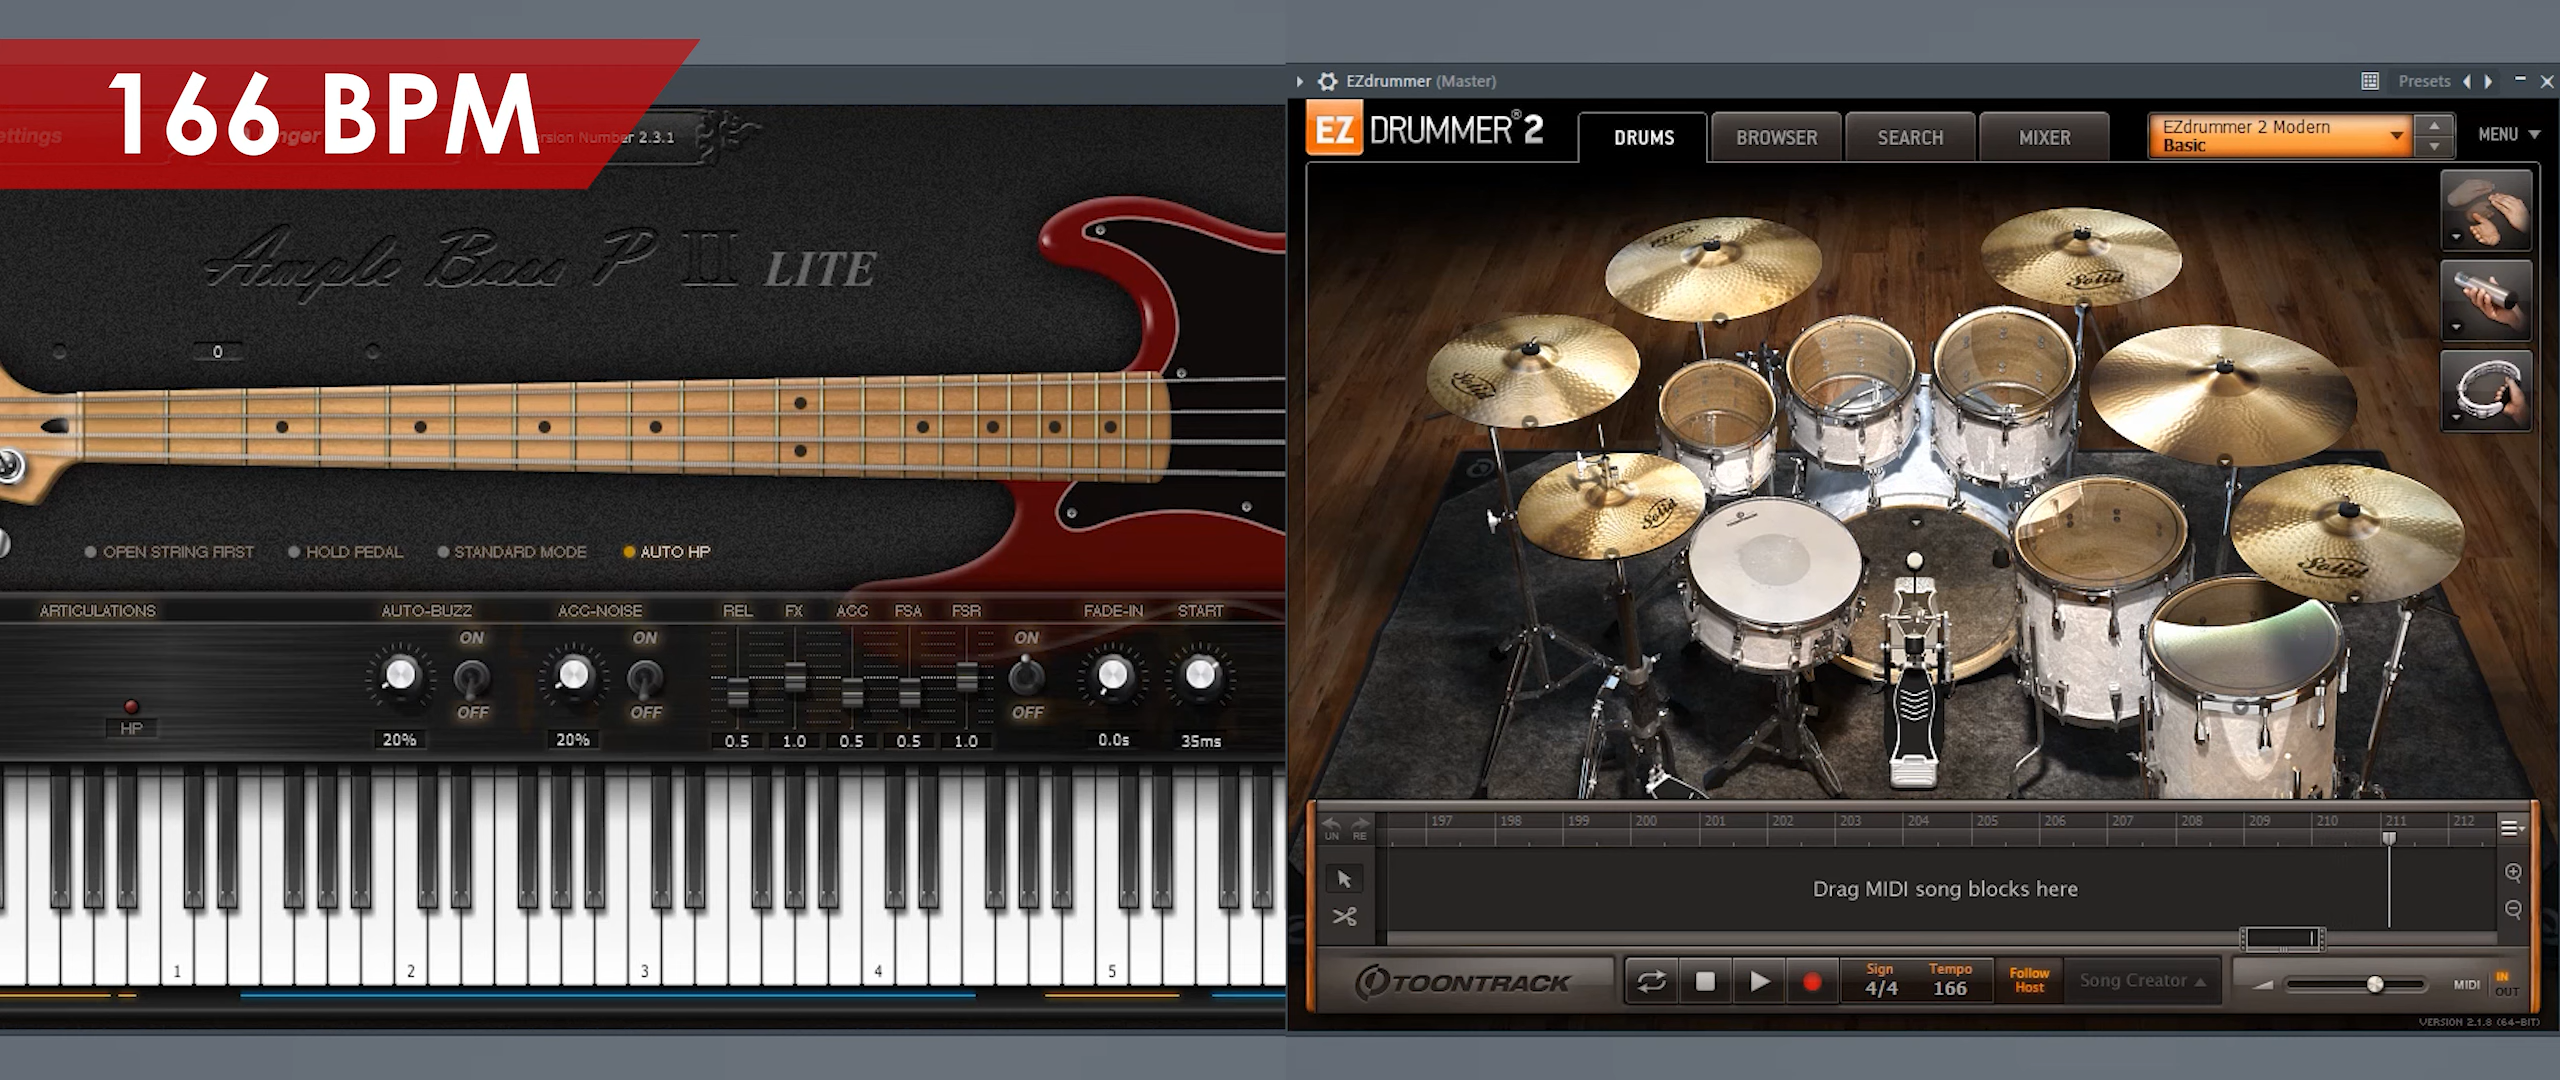 166 BPM
ettings
nger
rsion Number 2.3.1
Ample Bass P II LITE
0
OPEN STRING FIRST
HOLD PEDAL
STANDARD MODE
AUTO HP
ARTICULATIONS
AUTO-BUZZ
ACC-NOISE
REL
FX
ACC
FSA
FSR
FADE-IN
START
ON
ON
ON
OFF
OFF
OFF
HP
20%
20%
0.5
1.0
0.5
0.5
1.0
0.0s
35ms
1
2
3
4
5
EZdrummer (Master)
Presets
EZ DRUMMER® 2
DRUMS
BROWSER
SEARCH
MIXER
EZdrummer 2 Modern
Basic
MENU
Solid
Solid
Solid
Solid
UN
RE
197
198
199
200
201
202
203
204
205
206
207
208
209
210
211
212
Drag MIDI song blocks here
TOONTRACK
Sign
4/4
Tempo
166
Follow
Host
Song Creator
MIDI
IN
OUT
VERSION 2.1.8 (64-BIT)